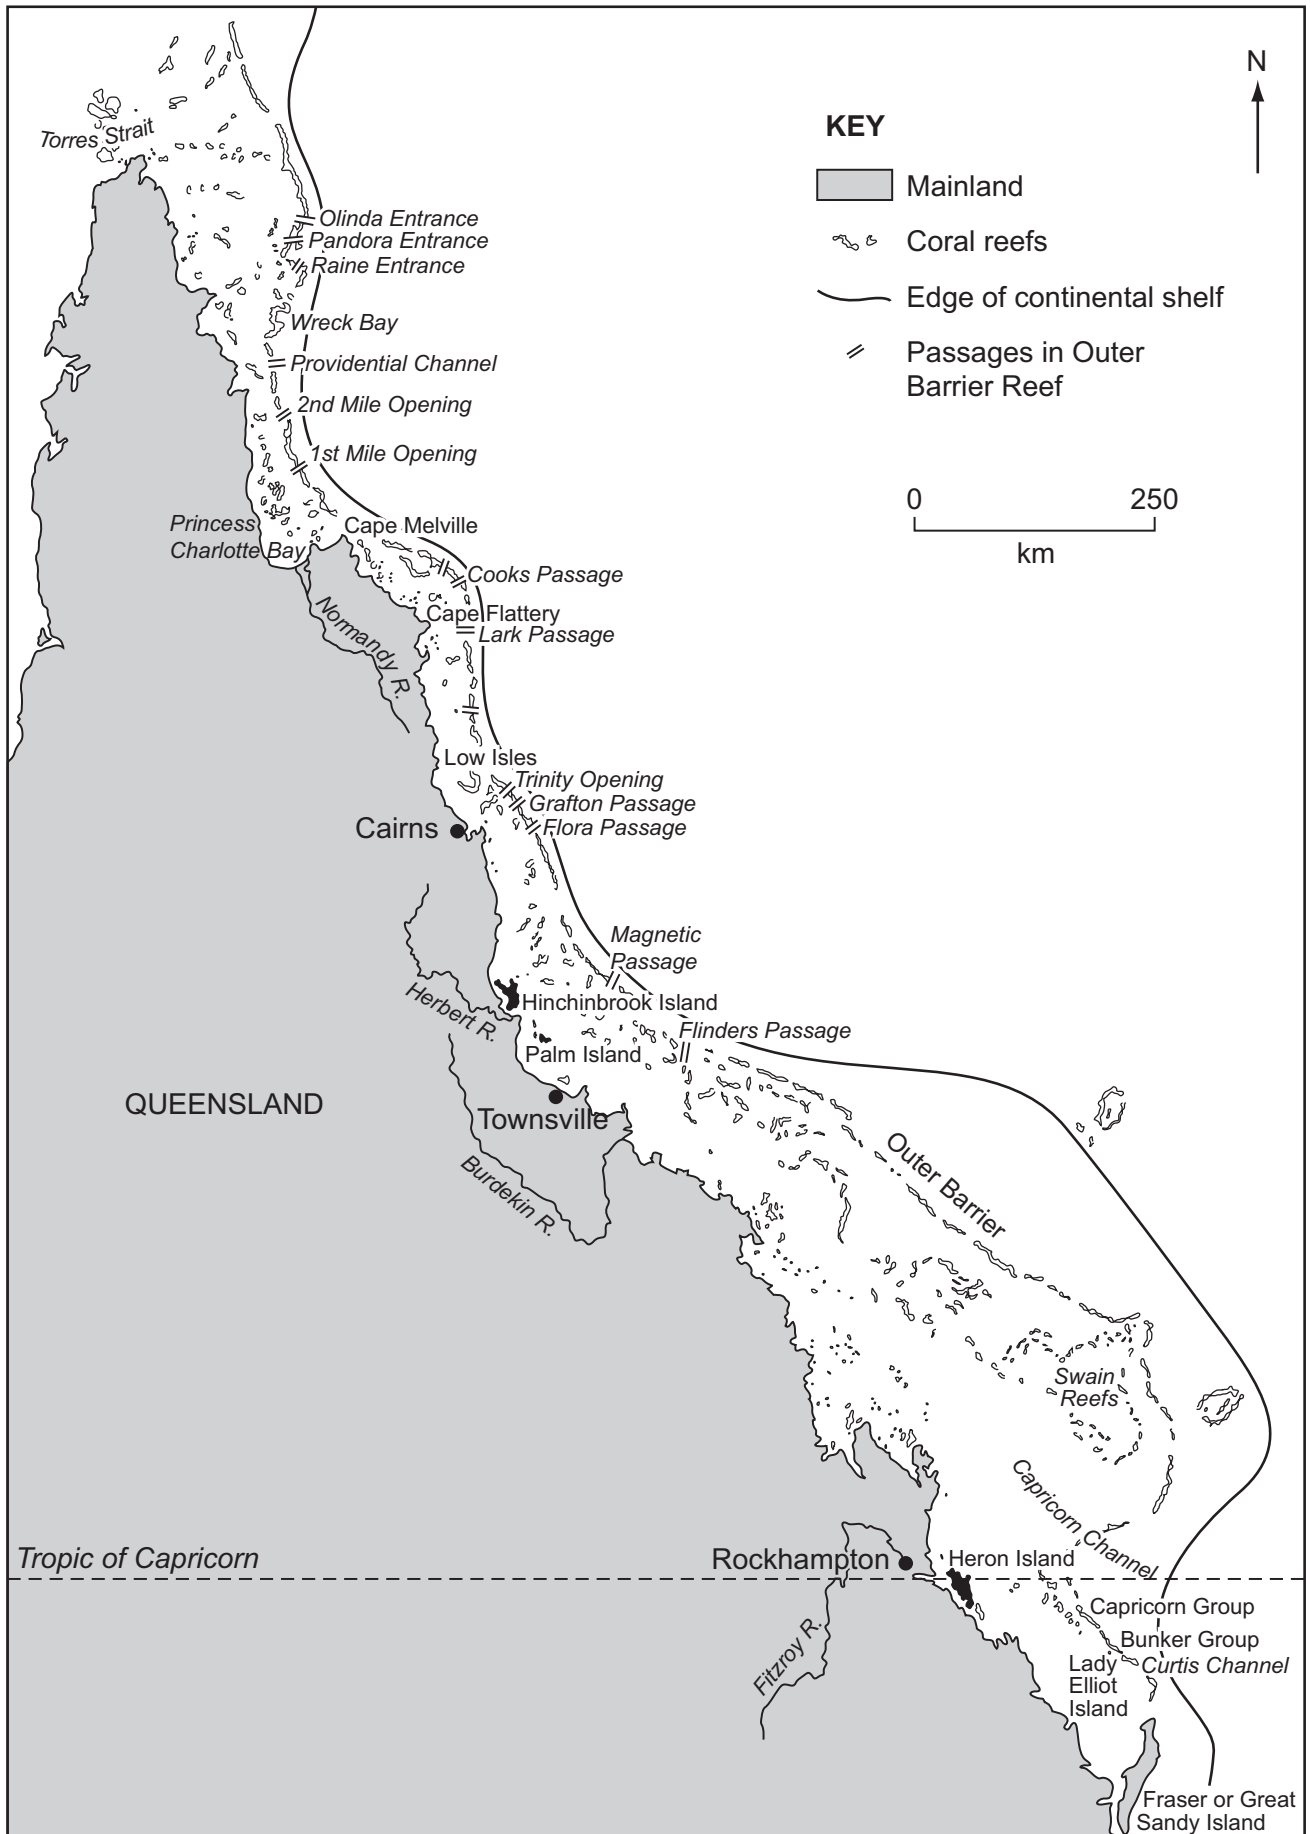 N
KEY
Mainland
Coral reefs
Edge of continental shelf
Passages in Outer
Barrier Reef
0 250
km
Torres Strait
Olinda Entrance
Pandora Entrance
Raine Entrance
Wreck Bay
Providential Channel
2nd Mile Opening
1st Mile Opening
Princess
Charlotte Bay
Cape Melville
Cooks Passage
Normandy R.
Cape Flattery
Lark Passage
Low Isles
Trinity Opening
Grafton Passage
Flora Passage
Cairns
Magnetic
Passage
Herbert R.
Hinchinbrook Island
Flinders Passage
Palm Island
QUEENSLAND
Townsville
Burdekin R.
Outer Barrier
Swain
Reefs
Capricorn Channel
Tropic of Capricorn
Rockhampton
Heron Island
Capricorn Group
Fitzroy R.
Bunker Group
Curtis Channel
Lady
Elliot
Island
Fraser or Great
Sandy Island